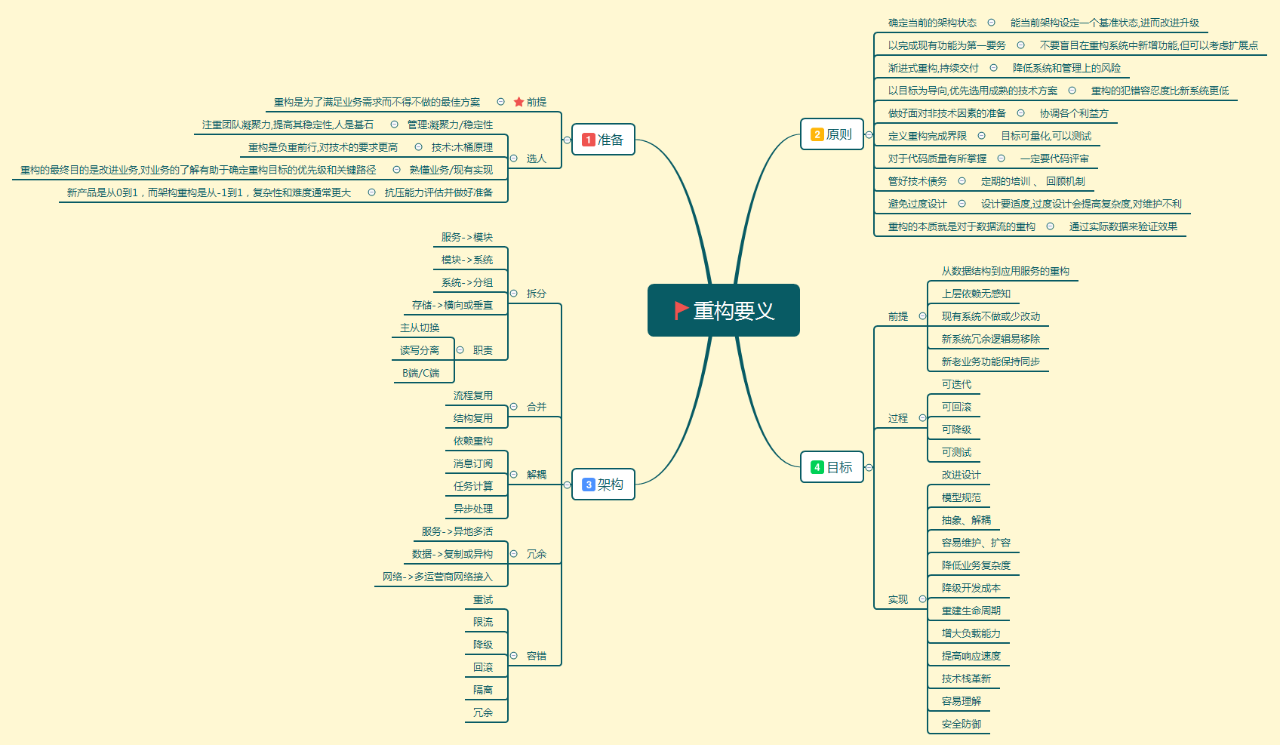 重构要义
1 准备
前提
重构是为了满足业务需求而不得不做的最佳方案
选人
管理:凝聚力/稳定性
注重团队凝聚力,提高其稳定性,人是基石
技术:木桶原理
重构是负重前行,对技术的要求更高
熟懂业务/现有实现
重构的最终目的是改进业务,对业务的了解有助于确定重构目标的优先级和关键路径
抗压能力评估并做好准备
新产品是从0到1，而架构重构是从-1到1，复杂性和难度通常更大
2 原则
确定当前的架构状态
能当前架构设定一个基准状态,进而改进升级
以完成现有功能为第一要务
不要盲目在重构系统中新增功能,但可以考虑扩展点
渐进式重构,持续交付
降低系统和管理上的风险
以目标为导向,优先选用成熟的技术方案
重构的犯错容忍度比新系统更低
做好面对非技术因素的准备
协调各个利益方
定义重构完成界限
目标可量化,可以测试
对于代码质量有所掌握
一定要代码评审
管好技术债务
定期的培训 、 回顾机制
避免过度设计
设计要适度,过度设计会提高复杂度,对维护不利
重构的本质就是对于数据流的重构
通过实际数据来验证效果
3 架构
拆分
服务->模块
模块->系统
系统->分组
存储->横向或垂直
职责
主从切换
读写分离
B端/C端
合并
流程复用
结构复用
解耦
依赖重构
消息订阅
任务计算
异步处理
冗余
服务->异地多活
数据->复制或异构
网络->多运营商网络接入
容错
重试
限流
降级
回滚
隔离
冗余
4 目标
前提
从数据结构到应用服务的重构
上层依赖无感知
现有系统不做或少改动
新系统冗余逻辑易移除
新老业务功能保持同步
过程
可迭代
可回滚
可降级
可测试
实现
改进设计
模型规范
抽象、解耦
容易维护、扩容
降低业务复杂度
降级开发成本
重建生命周期
增大负载能力
提高响应速度
技术栈革新
容易理解
安全防御